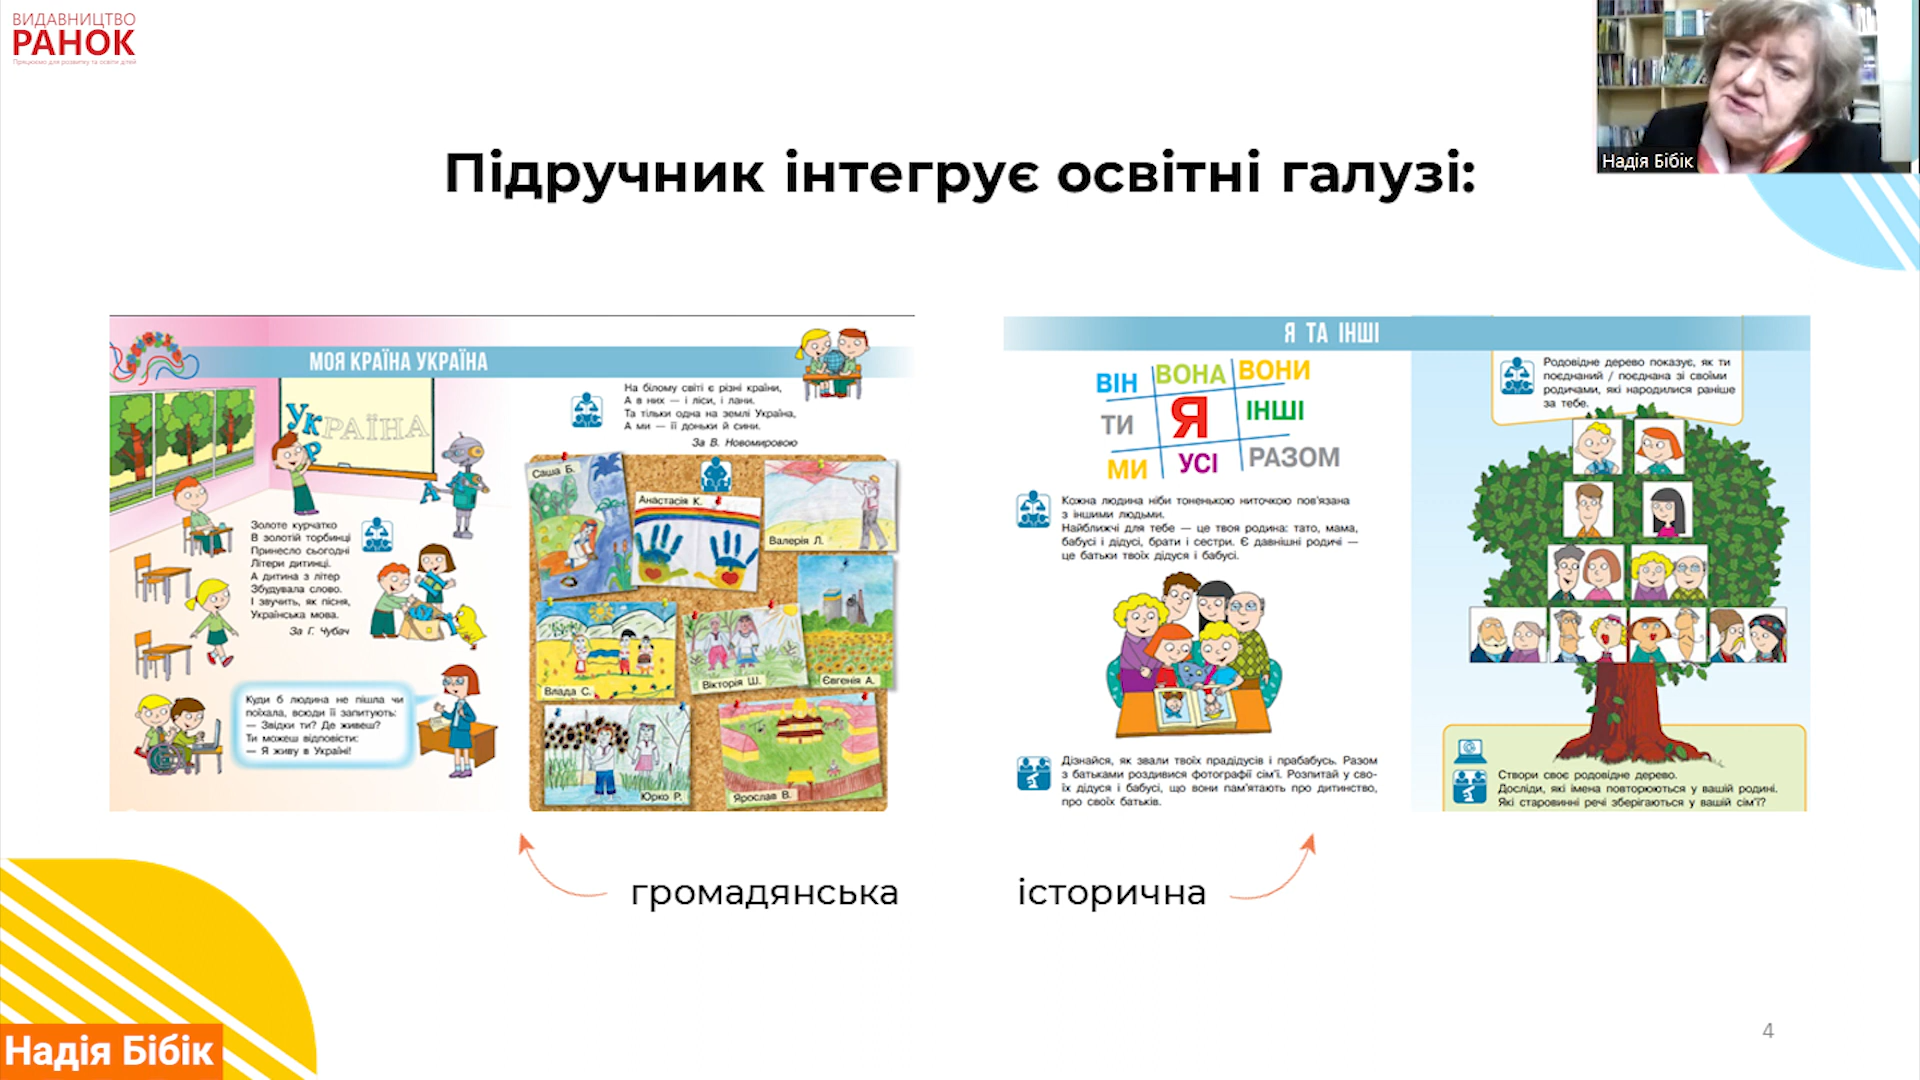 ВИДАВНИЦТВО
РАНОК
Працюємо для розвитку та освіти дітей
Надія Бібік
Підручник інтегрує освітні галузі:
МОЯ КРАЇНА УКРАЇНА
УКРАЇНА
Р
А
Золоте курчатко
В золотій торбинці
Принесло сьогодні
Літери дитинці.
А дитина з літер
Збудувала слово.
І звучить, як пісня,
Українська мова.
За Г. Чубач
Куди б людина не пішла чи
поїхала, всюди її запитують:
— Звідки ти? Де живеш?
Ти можеш відповісти:
— Я живу в Україні!
На білому світі є різні країни,
А в них — і ліси, і лани.
Та тільки одна на землі Україна,
А ми — її доньки й сини.
За В. Новомировою
Саша Б.
Анастасія К.
Валерія Л.
Влада С.
Вікторія Ш.
Євгенія А.
Юрко Р.
Ярослав В.
Я ТА ІНШІ
ВІН ВОНА ВОНИ
ТИ Я ІНШІ
МИ УСІ РАЗОМ
Кожна людина ніби тоненькою ниточкою пов'язана
з іншими людьми.
Найближчі для тебе — це твоя родина: тато, мама,
бабусі і дідусі, брати і сестри. Є давнішні родичі —
це батьки твоїх дідуся і бабусі.
Дізнайся, як звали твоїх прадідусів і прабабусь. Разом
з батьками роздивися фотографії сім'ї. Розпитай у сво-
їх дідуся і бабусі, що вони пам'ятають про дитинство,
про своїх батьків.
Родовідне дерево показує, як ти
поєднаний / поєднана зі своїми
родичами, які народилися раніше
за тебе.
Створи своє родовідне дерево.
Досліди, які імена повторюються у вашій родині.
Які старовинні речі зберігаються у вашій сім'ї?
громадянська
історична
4
Надія Бібік